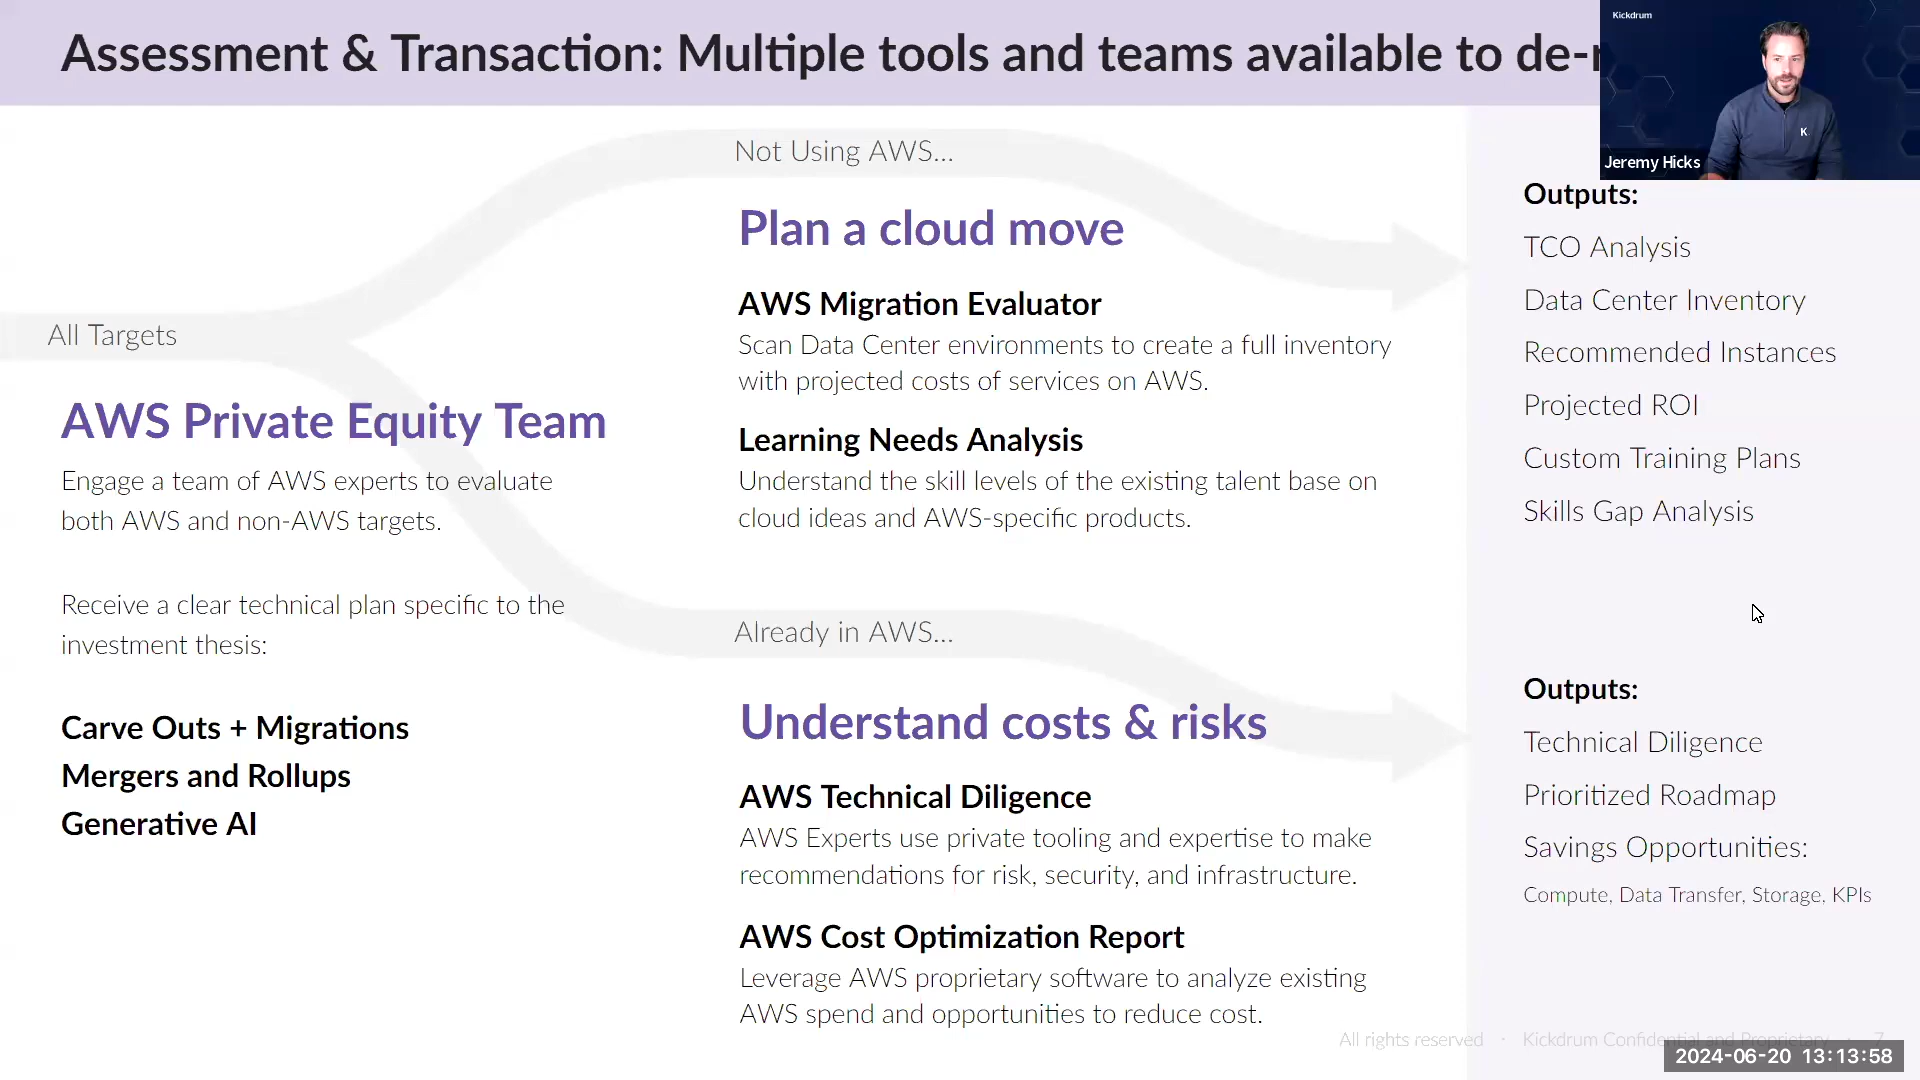 Assessment & Transaction: Multiple tools and teams available to de-r
Kickdrum
K
Jeremy Hicks
All Targets
AWS Private Equity Team
Engage a team of AWS experts to evaluate
both AWS and non-AWS targets.
Receive a clear technical plan specific to the
investment thesis:
Carve Outs + Migrations
Mergers and Rollups
Generative AI
Not Using AWS...
Plan a cloud move
AWS Migration Evaluator
Scan Data Center environments to create a full inventory
with projected costs of services on AWS.
Learning Needs Analysis
Understand the skill levels of the existing talent base on
cloud ideas and AWS-specific products.
Outputs:
TCO Analysis
Data Center Inventory
Recommended Instances
Projected ROI
Custom Training Plans
Skills Gap Analysis
Already in AWS...
Understand costs & risks
AWS Technical Diligence
AWS Experts use private tooling and expertise to make
recommendations for risk, security, and infrastructure.
AWS Cost Optimization Report
Leverage AWS proprietary software to analyze existing
AWS spend and opportunities to reduce cost.
Outputs:
Technical Diligence
Prioritized Roadmap
Savings Opportunities:
Compute, Data Transfer, Storage, KPIs
All rights reserved · Kickdrum Confidential and Proprietary · 7
2024-06-20 13:13:58